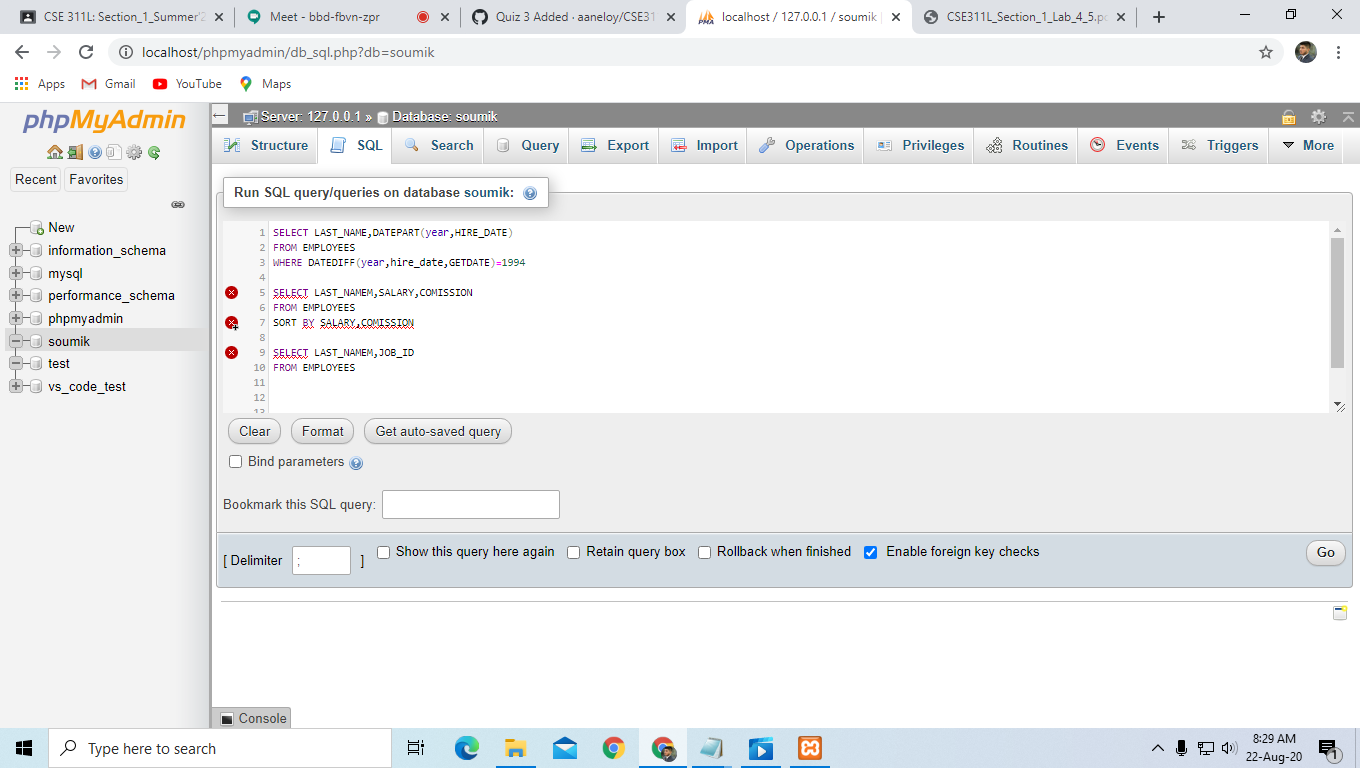 CSE 311L: Section_1_Summer'2
Meet - bbd-fbvn-zpr
Quiz 3 Added · aaneloy/CSE31
localhost / 127.0.0.1 / soumik
CSE311L_Section_1_Lab_4_5.pd
localhost/phpmyadmin/db_sql.php?db=soumik
Apps
Gmail
YouTube
Maps
phpMyAdmin
Recent
Favorites
New
information_schema
mysql
performance_schema
phpmyadmin
soumik
test
vs_code_test
Server: 127.0.0.1 » Database: soumik
Structure
SQL
Search
Query
Export
Import
Operations
Privileges
Routines
Events
Triggers
More
Run SQL query/queries on database soumik:
1 SELECT LAST_NAME,DATEPART(year,HIRE_DATE)
2 FROM EMPLOYEES
3 WHERE DATEDIFF(year,hire_date,GETDATE)=1994
4
5 SELECT LAST_NAMEM,SALARY,COMISSION
6 FROM EMPLOYEES
7 SORT BY SALARY,COMISSION
8
9 SELECT LAST_NAMEM,JOB_ID
10 FROM EMPLOYEES
11
12
13
Clear
Format
Get auto-saved query
Bind parameters
Bookmark this SQL query:
[ Delimiter ; ]
Show this query here again
Retain query box
Rollback when finished
Enable foreign key checks
Go
Console
Type here to search
8:29 AM
22-Aug-20
1